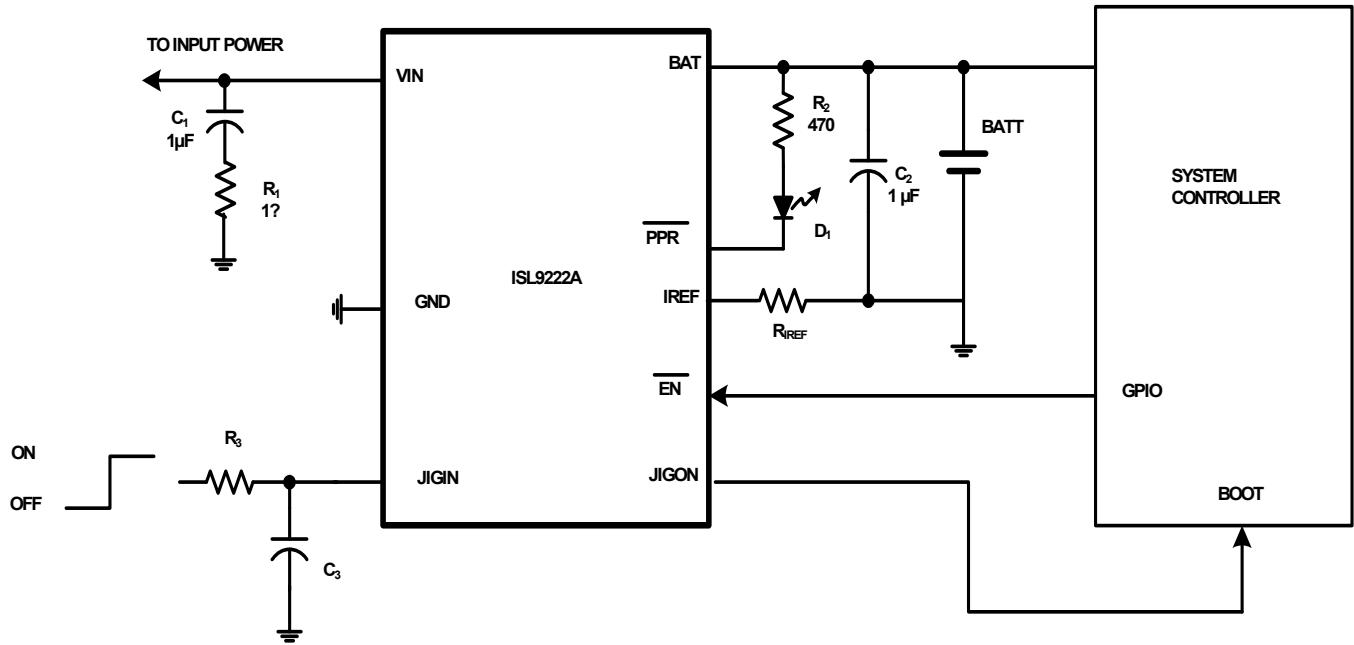 TO INPUT POWER
VIN
C1
1µF
R1
1?
GND
ISL9222A
BAT
R2
470
D1
C2
1 µF
BATT
PPR
IREF
RIREF
EN
JIGON
JIGIN
ON
OFF
R3
C3
SYSTEM
CONTROLLER
GPIO
BOOT